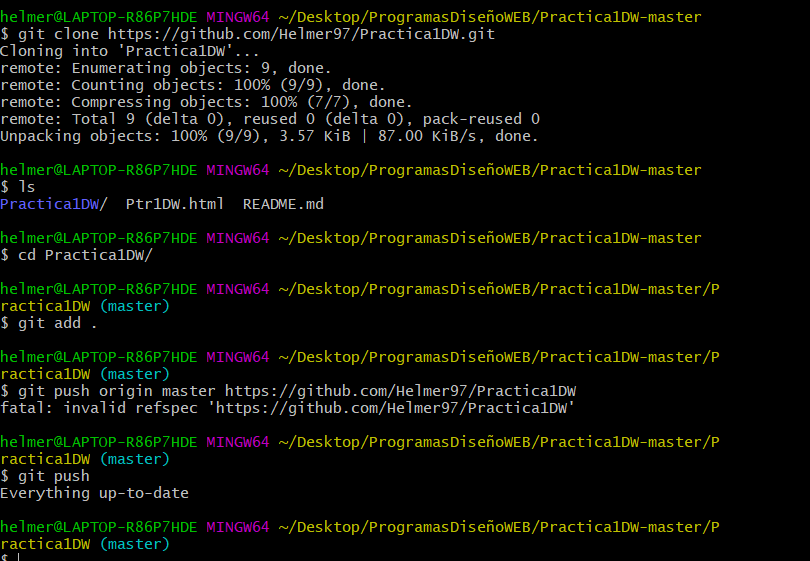 helmer@LAPTOP-R86P7HDE MINGW64 ~/Desktop/ProgramasDiseñoWEB/Practica1DW-master
$ git clone https://github.com/Helmer97/Practica1DW.git
Cloning into 'Practica1DW'...
remote: Enumerating objects: 9, done.
remote: Counting objects: 100% (9/9), done.
remote: Compressing objects: 100% (7/7), done.
remote: Total 9 (delta 0), reused 0 (delta 0), pack-reused 0
Unpacking objects: 100% (9/9), 3.57 KiB | 87.00 KiB/s, done.
helmer@LAPTOP-R86P7HDE MINGW64 ~/Desktop/ProgramasDiseñoWEB/Practica1DW-master
$ ls
Practica1DW/  Ptr1DW.html  README.md
helmer@LAPTOP-R86P7HDE MINGW64 ~/Desktop/ProgramasDiseñoWEB/Practica1DW-master
$ cd Practica1DW/
helmer@LAPTOP-R86P7HDE MINGW64 ~/Desktop/ProgramasDiseñoWEB/Practica1DW-master/P
ractica1DW (master)
$ git add .
helmer@LAPTOP-R86P7HDE MINGW64 ~/Desktop/ProgramasDiseñoWEB/Practica1DW-master/P
ractica1DW (master)
$ git push origin master https://github.com/Helmer97/Practica1DW
fatal: invalid refspec 'https://github.com/Helmer97/Practica1DW'
helmer@LAPTOP-R86P7HDE MINGW64 ~/Desktop/ProgramasDiseñoWEB/Practica1DW-master/P
ractica1DW (master)
$ git push
Everything up-to-date
helmer@LAPTOP-R86P7HDE MINGW64 ~/Desktop/ProgramasDiseñoWEB/Practica1DW-master/P
ractica1DW (master)
$